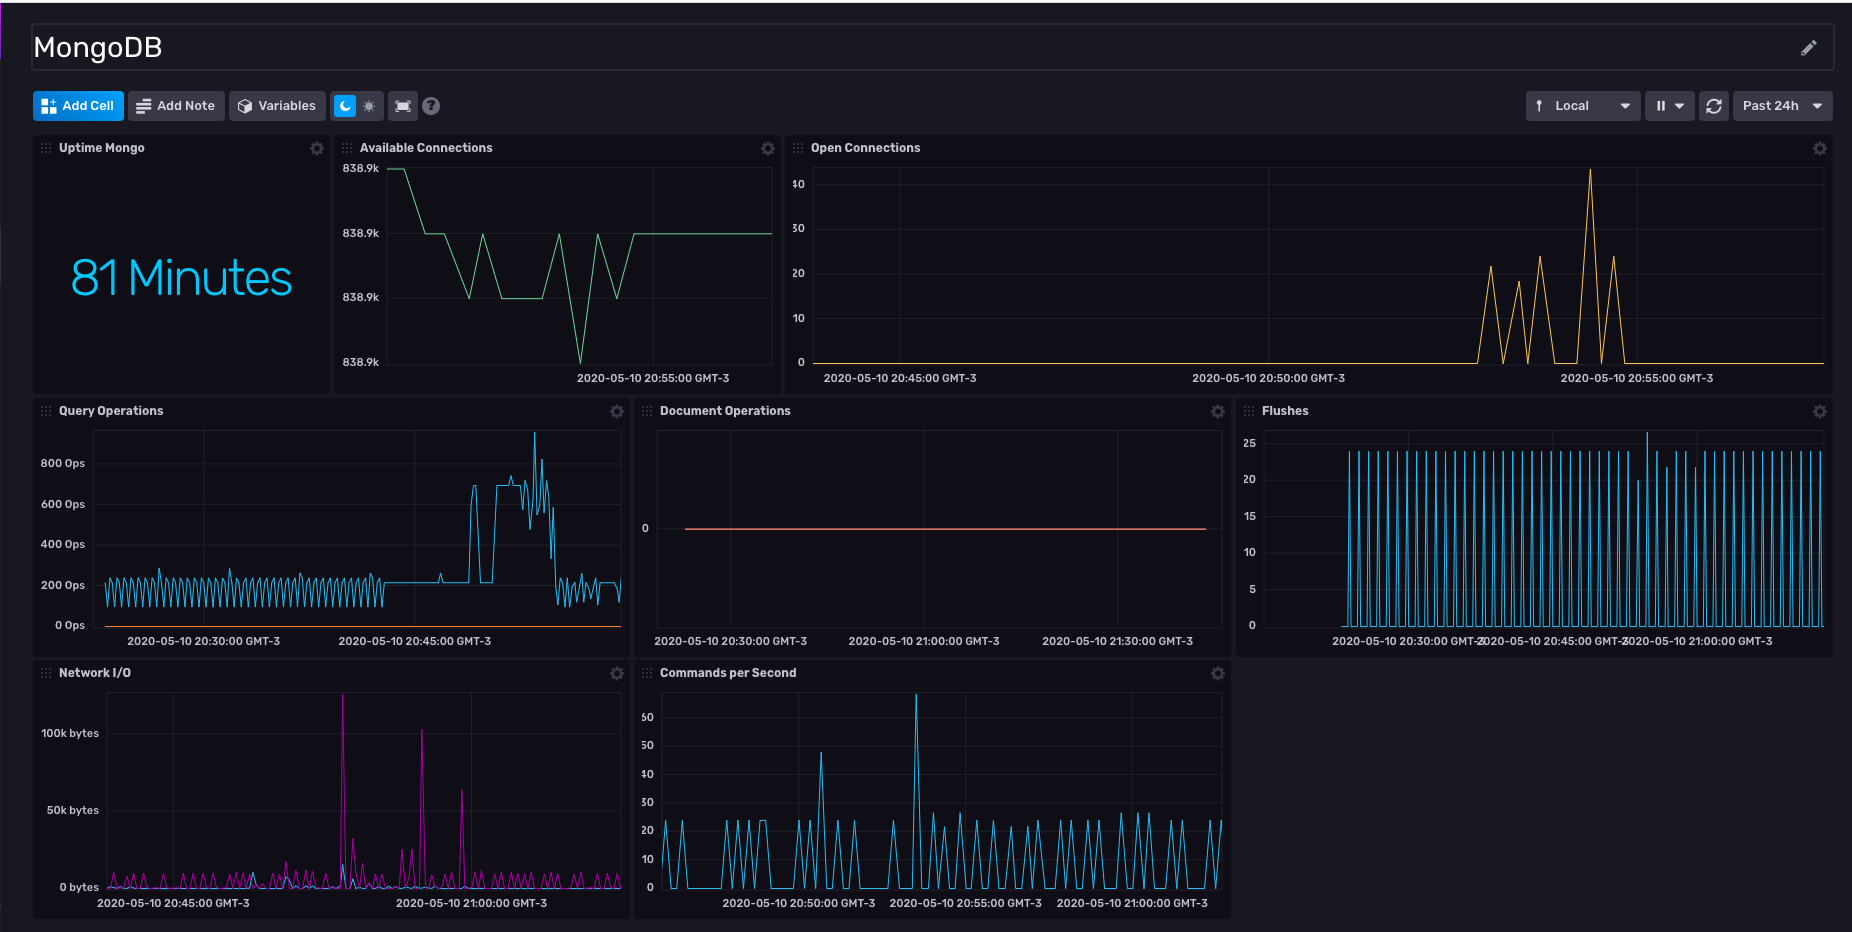 MongoDB
Add Cell Add Note Variables ? Local Past 24h
Uptime Mongo
81 Minutes
Available Connections
838.9k
838.9k
838.9k
838.9k
2020-05-10 20:55:00 GMT-3
Open Connections
40
30
20
10
0
2020-05-10 20:45:00 GMT-3 2020-05-10 20:50:00 GMT-3 2020-05-10 20:55:00 GMT-3
Query Operations
800 Ops
600 Ops
400 Ops
200 Ops
0 Ops
2020-05-10 20:30:00 GMT-3 2020-05-10 20:45:00 GMT-3
Document Operations
0
2020-05-10 20:30:00 GMT-3 2020-05-10 21:00:00 GMT-3 2020-05-10 21:30:00 GMT-3
Flushes
25
20
15
10
5
0
2020-05-10 20:30:00 GMT-3 2020-05-10 20:45:00 GMT-3 2020-05-10 21:00:00 GMT-3
Network I/O
100k bytes
50k bytes
0 bytes
2020-05-10 20:45:00 GMT-3 2020-05-10 21:00:00 GMT-3
Commands per Second
60
50
40
30
20
10
0
2020-05-10 20:50:00 GMT-3 2020-05-10 20:55:00 GMT-3 2020-05-10 21:00:00 GMT-3